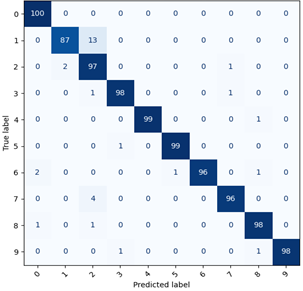 0 100 0 0 0 0 0 0 0 0 0
1 0 87 13 0 0 0 0 0 0 0
2 0 2 97 0 0 0 0 1 0 0
3 0 0 1 98 0 0 0 1 0 0
4 0 0 0 0 99 0 0 0 1 0
5 0 0 0 1 0 99 0 0 0 0
6 2 0 0 0 0 1 96 0 1 0
7 0 0 4 0 0 0 0 96 0 0
8 1 0 1 0 0 0 0 0 98 0
9 0 0 0 1 0 0 0 0 1 98
0 1 2 3 4 5 6 7 8 9
True label
Predicted label